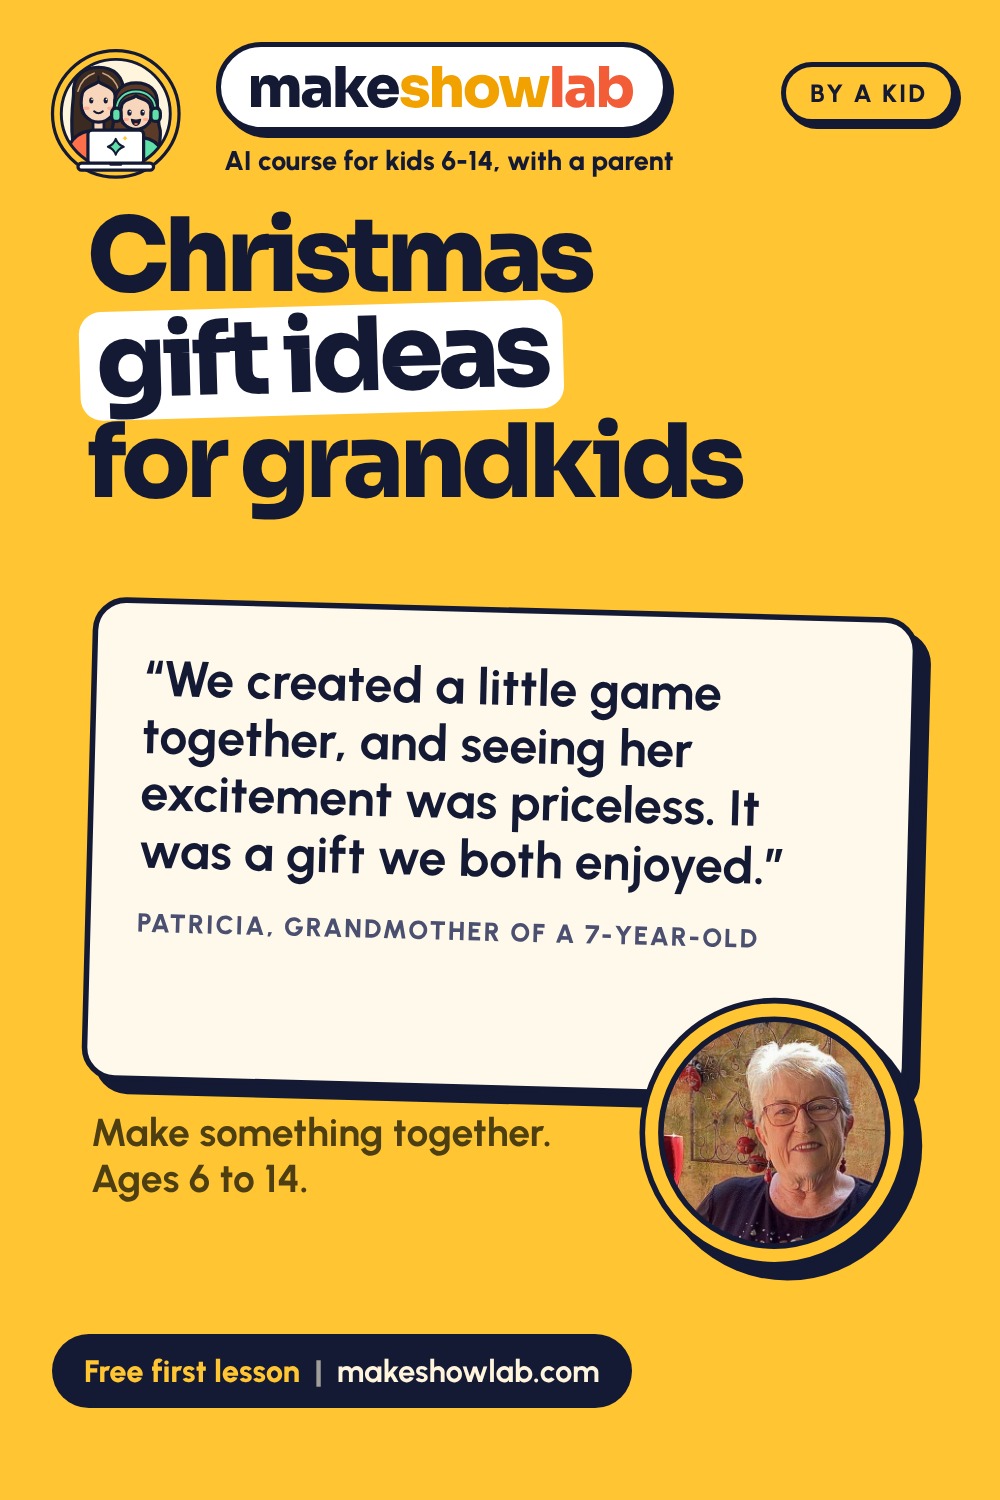 makeshowlab
BY A KID
AI course for kids 6-14, with a parent
Christmas
gift ideas
for grandkids
“We created a little game
together, and seeing her
excitement was priceless. It
was a gift we both enjoyed.”
PATRICIA, GRANDMOTHER OF A 7-YEAR-OLD
Make something together.
Ages 6 to 14.
Free first lesson | makeshowlab.com